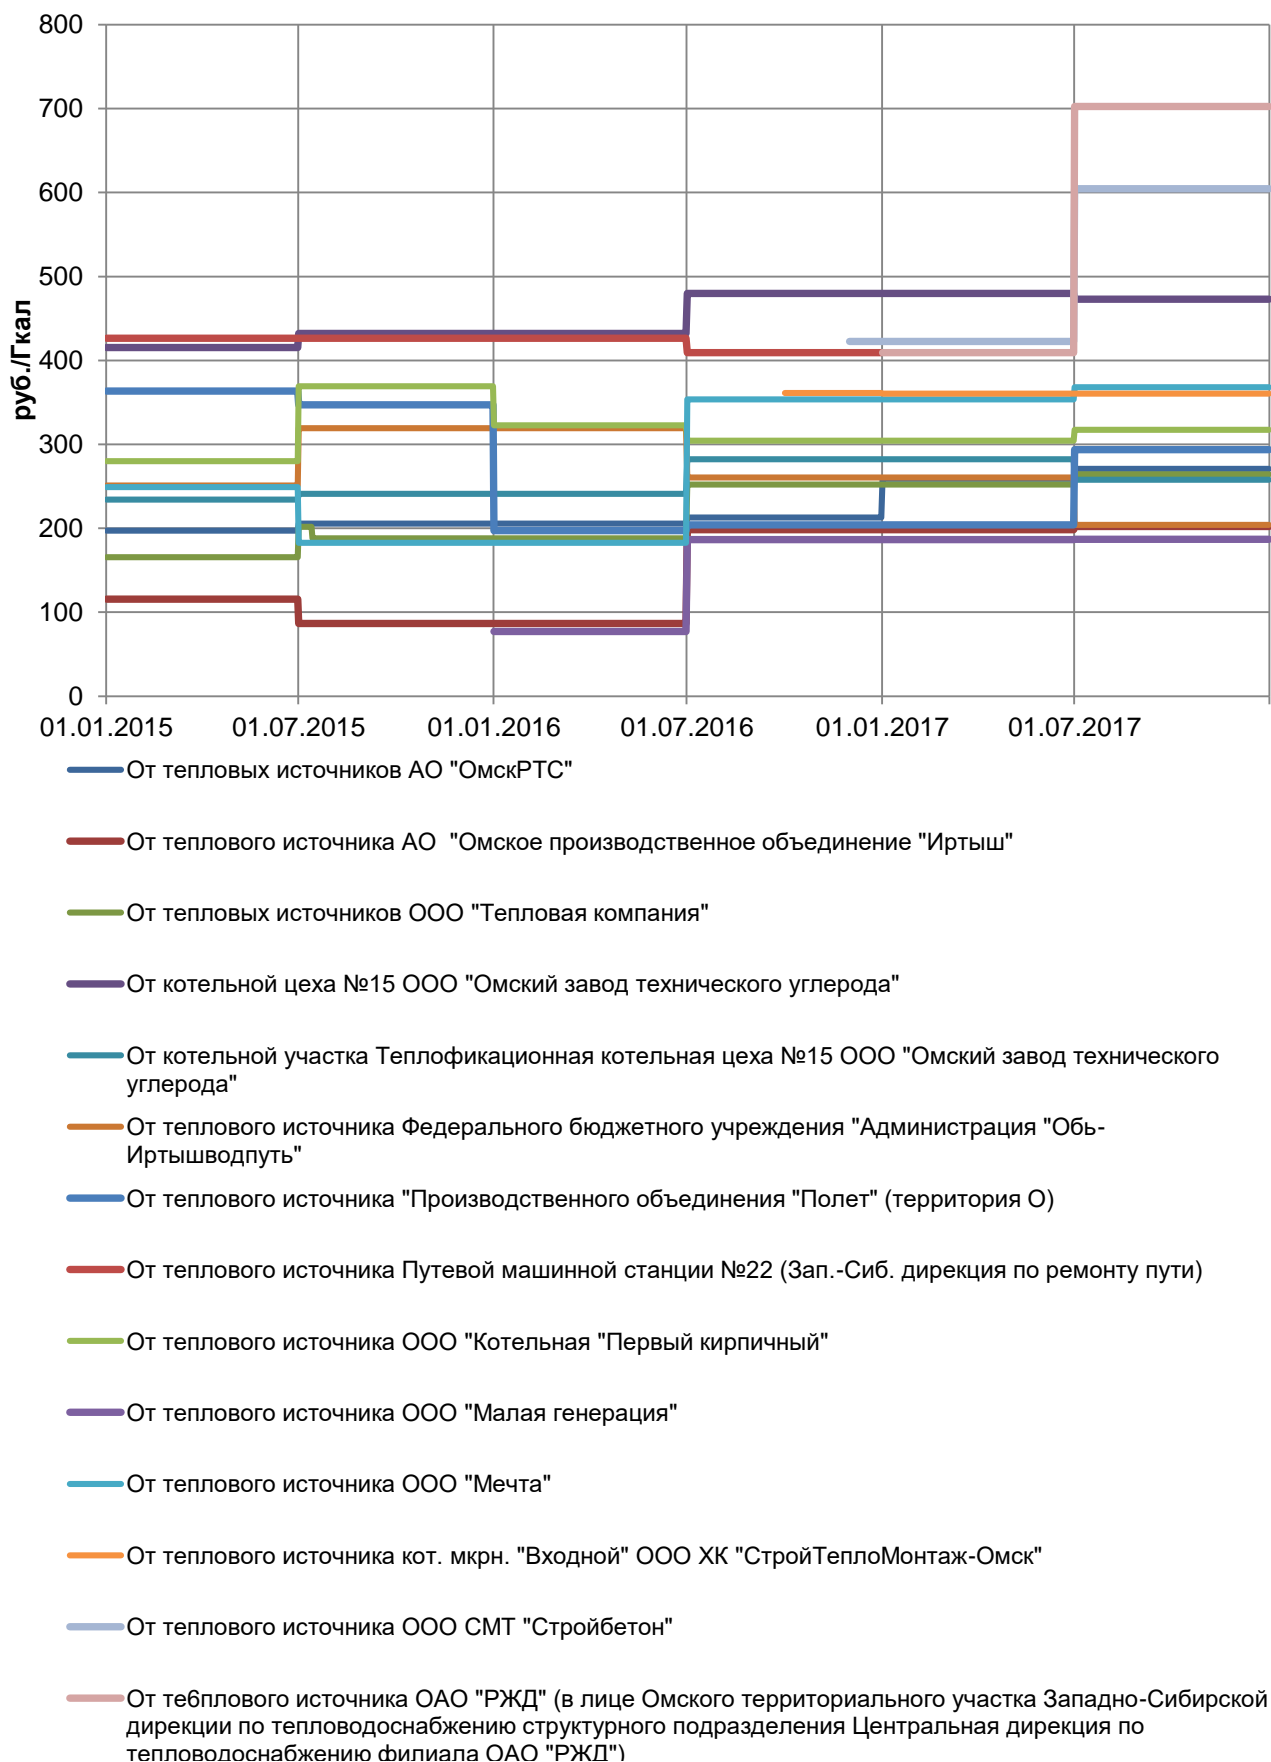 800
700
600
500
400
300
200
100
0
руб./Гкал
01.01.2015 01.07.2015 01.01.2016 01.07.2016 01.01.2017 01.07.2017
От тепловых источников АО "ОмскРТС"
От теплового источника АО  "Омское производственное объединение "Иртыш"
От тепловых источников ООО "Тепловая компания"
От котельной цеха №15 ООО "Омский завод технического углерода"
От котельной участка Теплофикационная котельная цеха №15 ООО "Омский завод технического
углерода"
От теплового источника Федерального бюджетного учреждения "Администрация "Обь-
Иртышводпуть"
От теплового источника "Производственного объединения "Полет" (территория О)
От теплового источника Путевой машинной станции №22 (Зап.-Сиб. дирекция по ремонту пути)
От теплового источника ООО "Котельная "Первый кирпичный"
От теплового источника ООО "Малая генерация"
От теплового источника ООО "Мечта"
От теплового источника кот. мкрн. "Входной" ООО ХК "СтройТеплоМонтаж-Омск"
От теплового источника ООО СМТ "Стройбетон"
От те6плового источника ОАО "РЖД" (в лице Омского территориального участка Западно-Сибирской
дирекции по тепловодоснабжению структурного подразделения Центральная дирекция по
тепловодоснабжению филиала ОАО "РЖД")